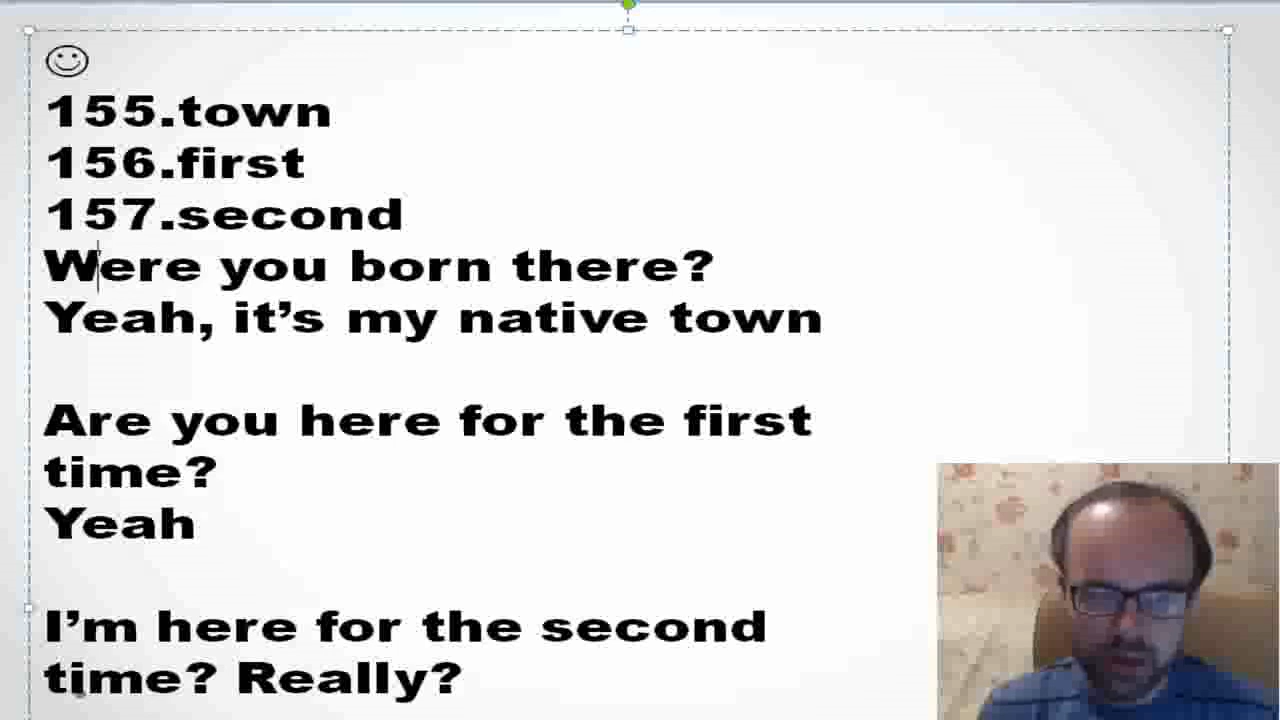 155.town
156.first
157.second
Were you born there?
Yeah, it’s my native town
Are you here for the first
time?
Yeah
I’m here for the second
time? Really?